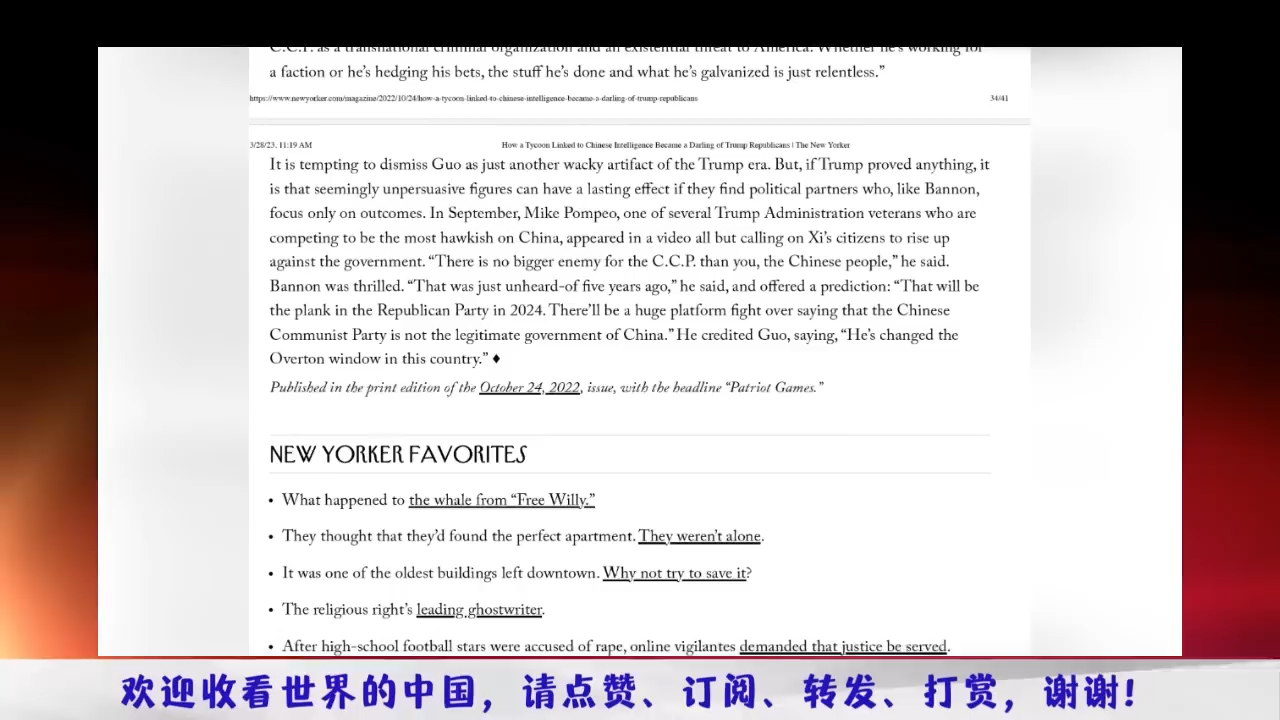 C.C.P. as a transnational criminal organization and an existential threat to America. Whether he's working for
a faction or he's hedging his bets, the stuff he's done and what he's galvanized is just relentless.”
https://www.newyorker.com/magazine/2022/10/24/how-a-tycoon-linked-to-chinese-intelligence-became-a-darling-of-trump-republicans 34/41
3/28/23, 11:19 AM How a Tycoon Linked to Chinese Intelligence Became a Darling of Trump Republicans | The New Yorker
It is tempting to dismiss Guo as just another wacky artifact of the Trump era. But, if Trump proved anything, it
is that seemingly unpersuasive figures can have a lasting effect if they find political partners who, like Bannon,
focus only on outcomes. In September, Mike Pompeo, one of several Trump Administration veterans who are
competing to be the most hawkish on China, appeared in a video all but calling on Xi’s citizens to rise up
against the government. “There is no bigger enemy for the C.C.P. than you, the Chinese people,” he said.
Bannon was thrilled. “That was just unheard-of five years ago,” he said, and offered a prediction: “That will be
the plank in the Republican Party in 2024. There’ll be a huge platform fight over saying that the Chinese
Communist Party is not the legitimate government of China.” He credited Guo, saying, “He’s changed the
Overton window in this country.” ♦
Published in the print edition of the October 24, 2022, issue, with the headline “Patriot Games.”
NEW YORKER FAVORITES
• What happened to the whale from “Free Willy.”
• They thought that they’d found the perfect apartment. They weren’t alone.
• It was one of the oldest buildings left downtown. Why not try to save it?
• The religious right’s leading ghostwriter.
• After high-school football stars were accused of rape, online vigilantes demanded that justice be served.
欢迎收看世界的中国，请点赞、订阅、转发、打赏，谢谢！